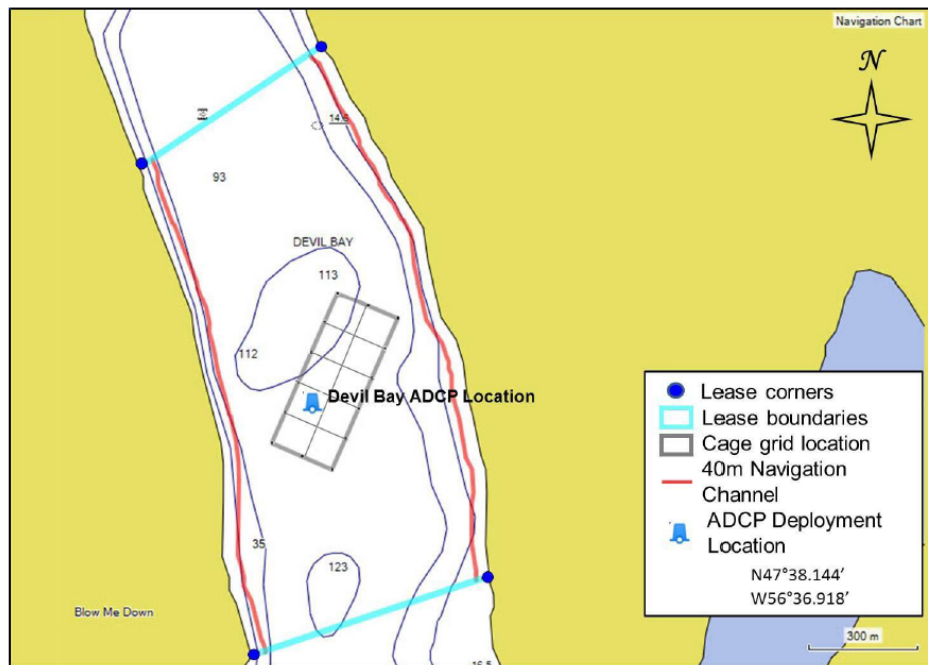 Navigation Chart
N
14.6
93
DEVIL BAY
113
112
Devil Bay ADCP Location
35
123
Blow Me Down
16.5
Lease corners
Lease boundaries
Cage grid location
40m Navigation
Channel
ADCP Deployment
Location
N47°38.144′
W56°36.918′
300 m